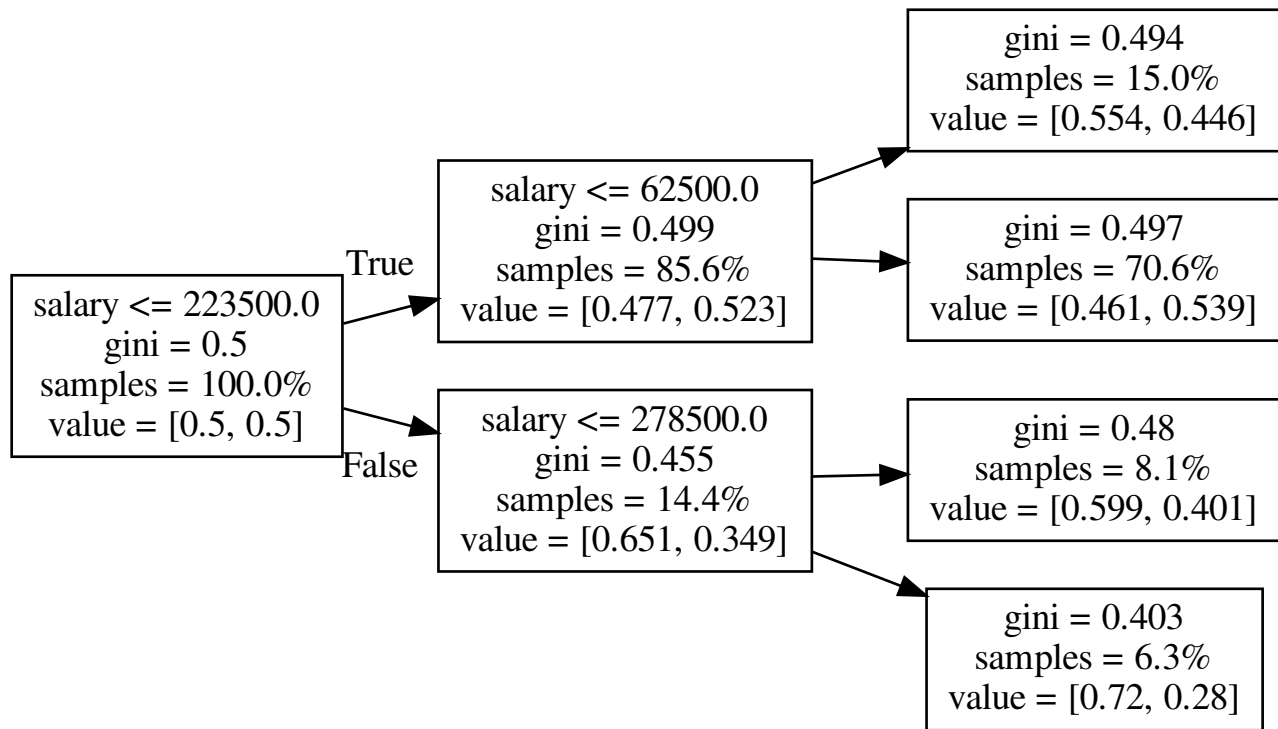 salary <= 223500.0
gini = 0.5
samples = 100.0%
value = [0.5, 0.5]
True
False
salary <= 62500.0
gini = 0.499
samples = 85.6%
value = [0.477, 0.523]
salary <= 278500.0
gini = 0.455
samples = 14.4%
value = [0.651, 0.349]
gini = 0.494
samples = 15.0%
value = [0.554, 0.446]
gini = 0.497
samples = 70.6%
value = [0.461, 0.539]
gini = 0.48
samples = 8.1%
value = [0.599, 0.401]
gini = 0.403
samples = 6.3%
value = [0.72, 0.28]